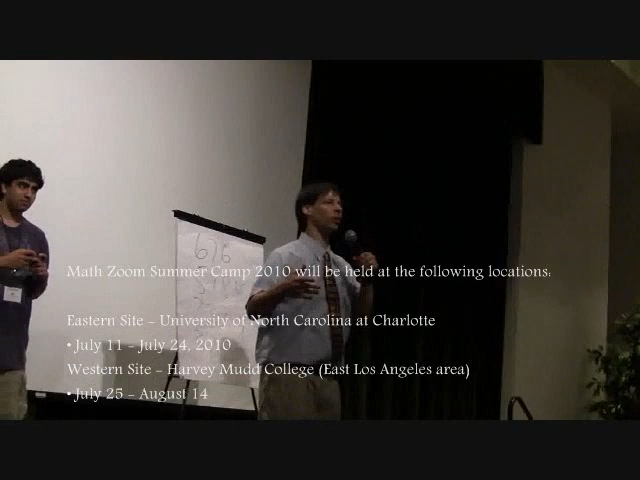 676
Math Zoom Summer Camp 2010 will be held at the following locations:
Eastern Site - University of North Carolina at Charlotte
• July 11 - July 24, 2010
Western Site - Harvey Mudd College (East Los Angeles area)
• July 25 - August 14